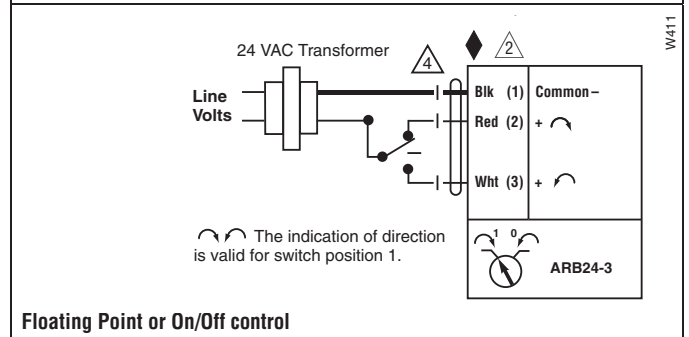 W411
24 VAC Transformer
4
2
Line
Volts
Blk (1) Common –
Red (2) +
Wht (3) +
The indication of direction
is valid for switch position 1.
1 0
ARB24-3
Floating Point or On/Off control